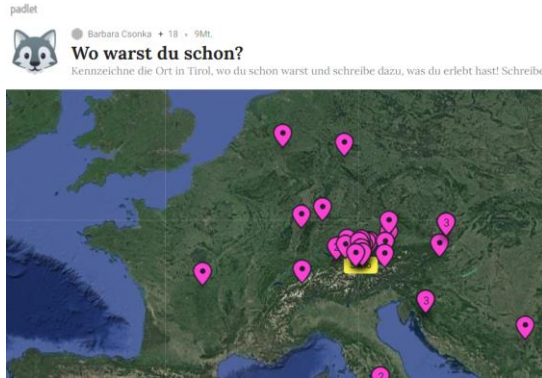 padlet
Barbara Csonka + 18 • 9Mt.
Wo warst du schon?
Kennzeichne die Ort in Tirol, wo du schon warst und schreibe dazu, was du erlebt hast! Schreibe
3
3